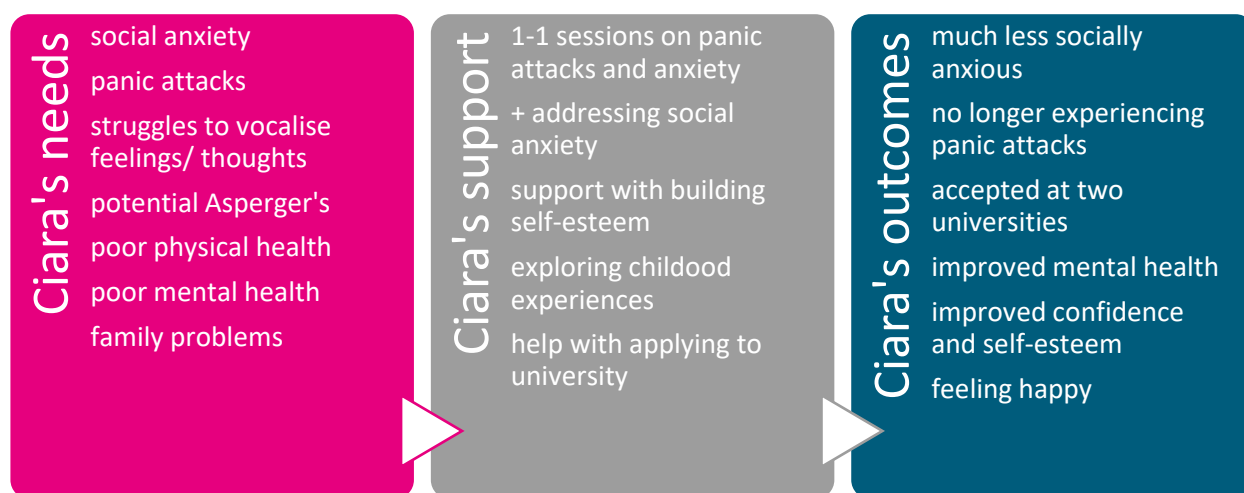 Ciara's needs
social anxiety
panic attacks
struggles to vocalise
feelings/ thoughts
potential Asperger's
poor physical health
poor mental health
family problems
Ciara's support
1-1 sessions on panic
attacks and anxiety
+ addressing social
anxiety
support with building
self-esteem
exploring childood
experiences
help with applying to
university
Ciara's outcomes
much less socially
anxious
no longer experiencing
panic attacks
accepted at two
universities
improved mental health
improved confidence
and self-esteem
feeling happy